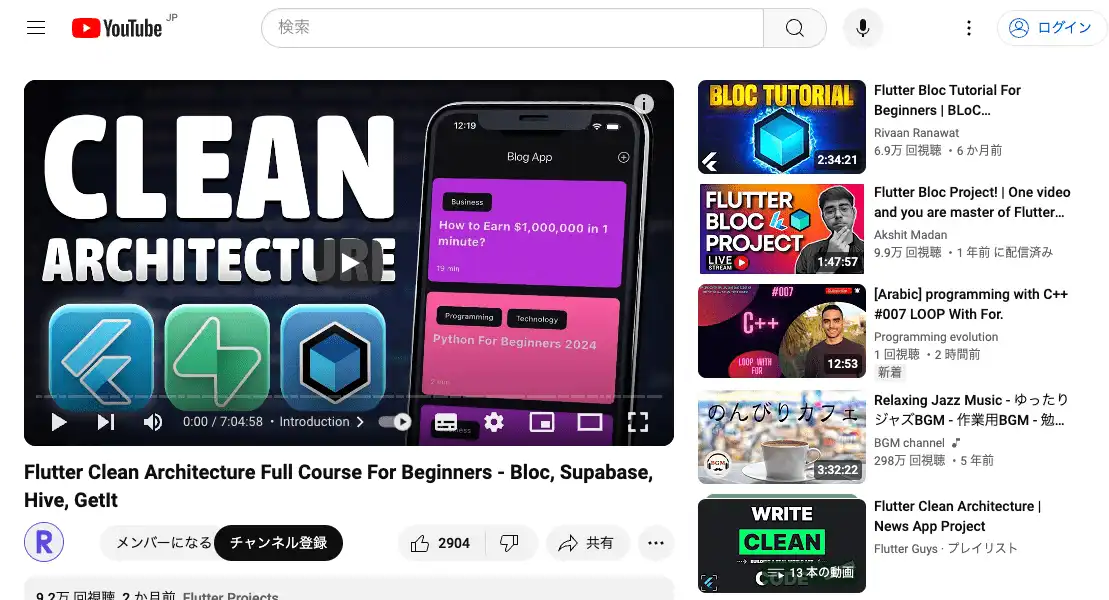 YouTube JP
検索
ログイン
CLEAN
ARCHITECTURE
12:19
Blog App
Business
How to Earn $1,000,000 in 1
minute?
19 min
Programming
Technology
Python For Beginners 2024
2 min
Business
0:00 / 7:04:58 • Introduction
Flutter Clean Architecture Full Course For Beginners - Bloc, Supabase,
Hive, GetIt
R
メンバーになる
チャンネル登録
2904
共有
9.2万 回視聴 2 か月前 Flutter Projects
BLOC TUTORIAL
2:34:21
Flutter Bloc Tutorial For
Beginners | BLoC…
Rivaan Ranawat
6.9万 回視聴 ・6 か月前
FLUTTER
BLOC
PROJECT
LIVE
STREAM
1:47:57
Flutter Bloc Project! | One video
and you are master of Flutter…
Akshit Madan
9.9万 回視聴 ・1 年前 に配信済み
#007
C++
LOOP WITH
FOR
12:53
[Arabic] programming with C++
#007 LOOP With For.
Programming evolution
1 回視聴 ・2 時間前
新着
のんびりカフェ
BGM
3:32:22
Relaxing Jazz Music - ゆったり
ジャズBGM - 作業用BGM - 勉…
BGM channel
298万 回視聴 ・5 年前
WRITE
CLEAN
CODE
13 本の動画
Flutter Clean Architecture |
News App Project
Flutter Guys · プレイリスト